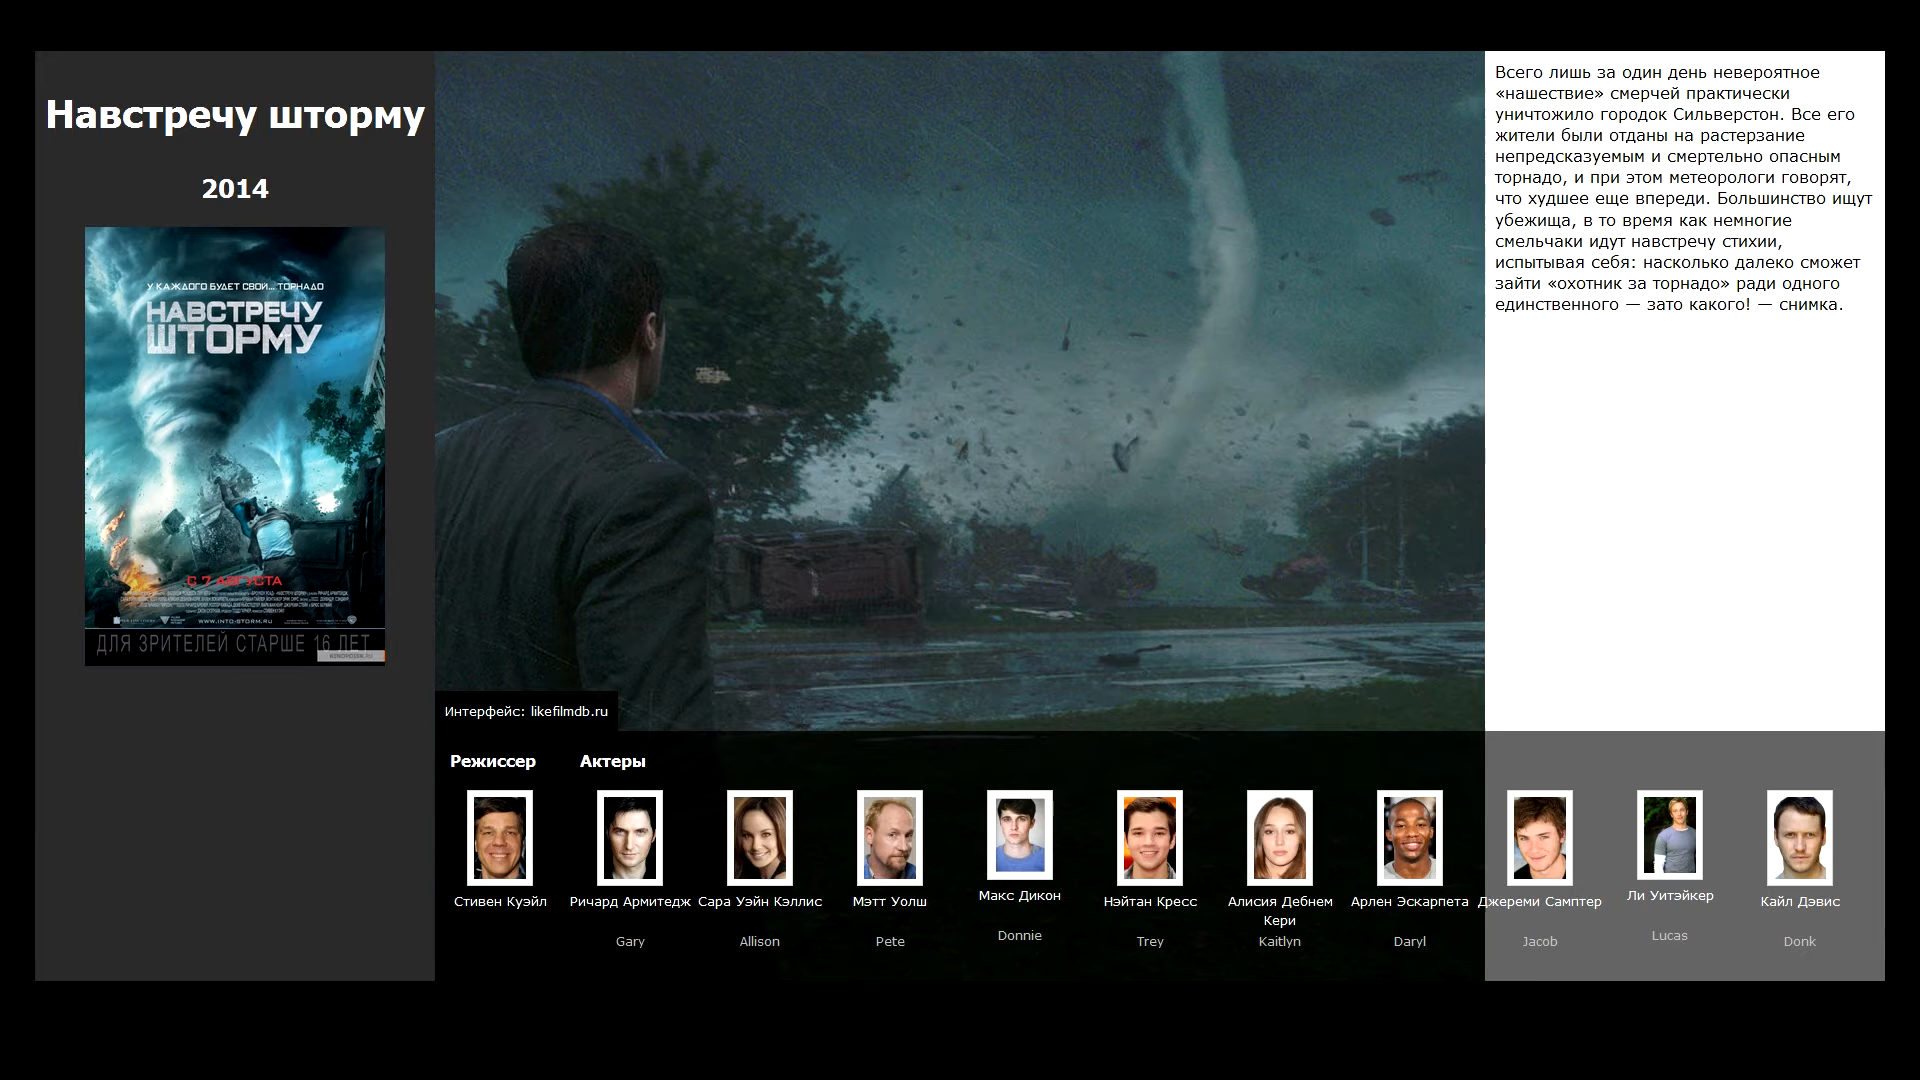 Навстречу шторму
2014
У КАЖДОГО БУДЕТ СВОЙ... ТОРНАДО
НАВСТРЕЧУ
ШТОРМУ
С 7 АВГУСТА
WWW.INTO-STORM.RU
ДЛЯ ЗРИТЕЛЕЙ СТАРШЕ 16 ЛЕТ
Всего лишь за один день невероятное
«нашествие» смерчей практически
уничтожило городок Сильверстон. Все его
жители были отданы на растерзание
непредсказуемым и смертельно опасным
торнадо, и при этом метеорологи говорят,
что худшее еще впереди. Большинство ищут
убежища, в то время как немногие
смельчаки идут навстречу стихии,
испытывая себя: насколько далеко сможет
зайти «охотник за торнадо» ради одного
единственного — зато какого! — снимка.
Интерфейс: likefilmdb.ru
Режиссер
Стивен Куэйл
Актеры
Ричард Армитедж
Gary
Сара Уэйн Кэллис
Allison
Мэтт Уолш
Pete
Макс Дикон
Donnie
Нэйтан Кресс
Trey
Алисия Дебнем
Кери
Kaitlyn
Арлен Эскарпета
Daryl
Джереми Самптер
Jacob
Ли Уитэйкер
Lucas
Кайл Дэвис
Donk